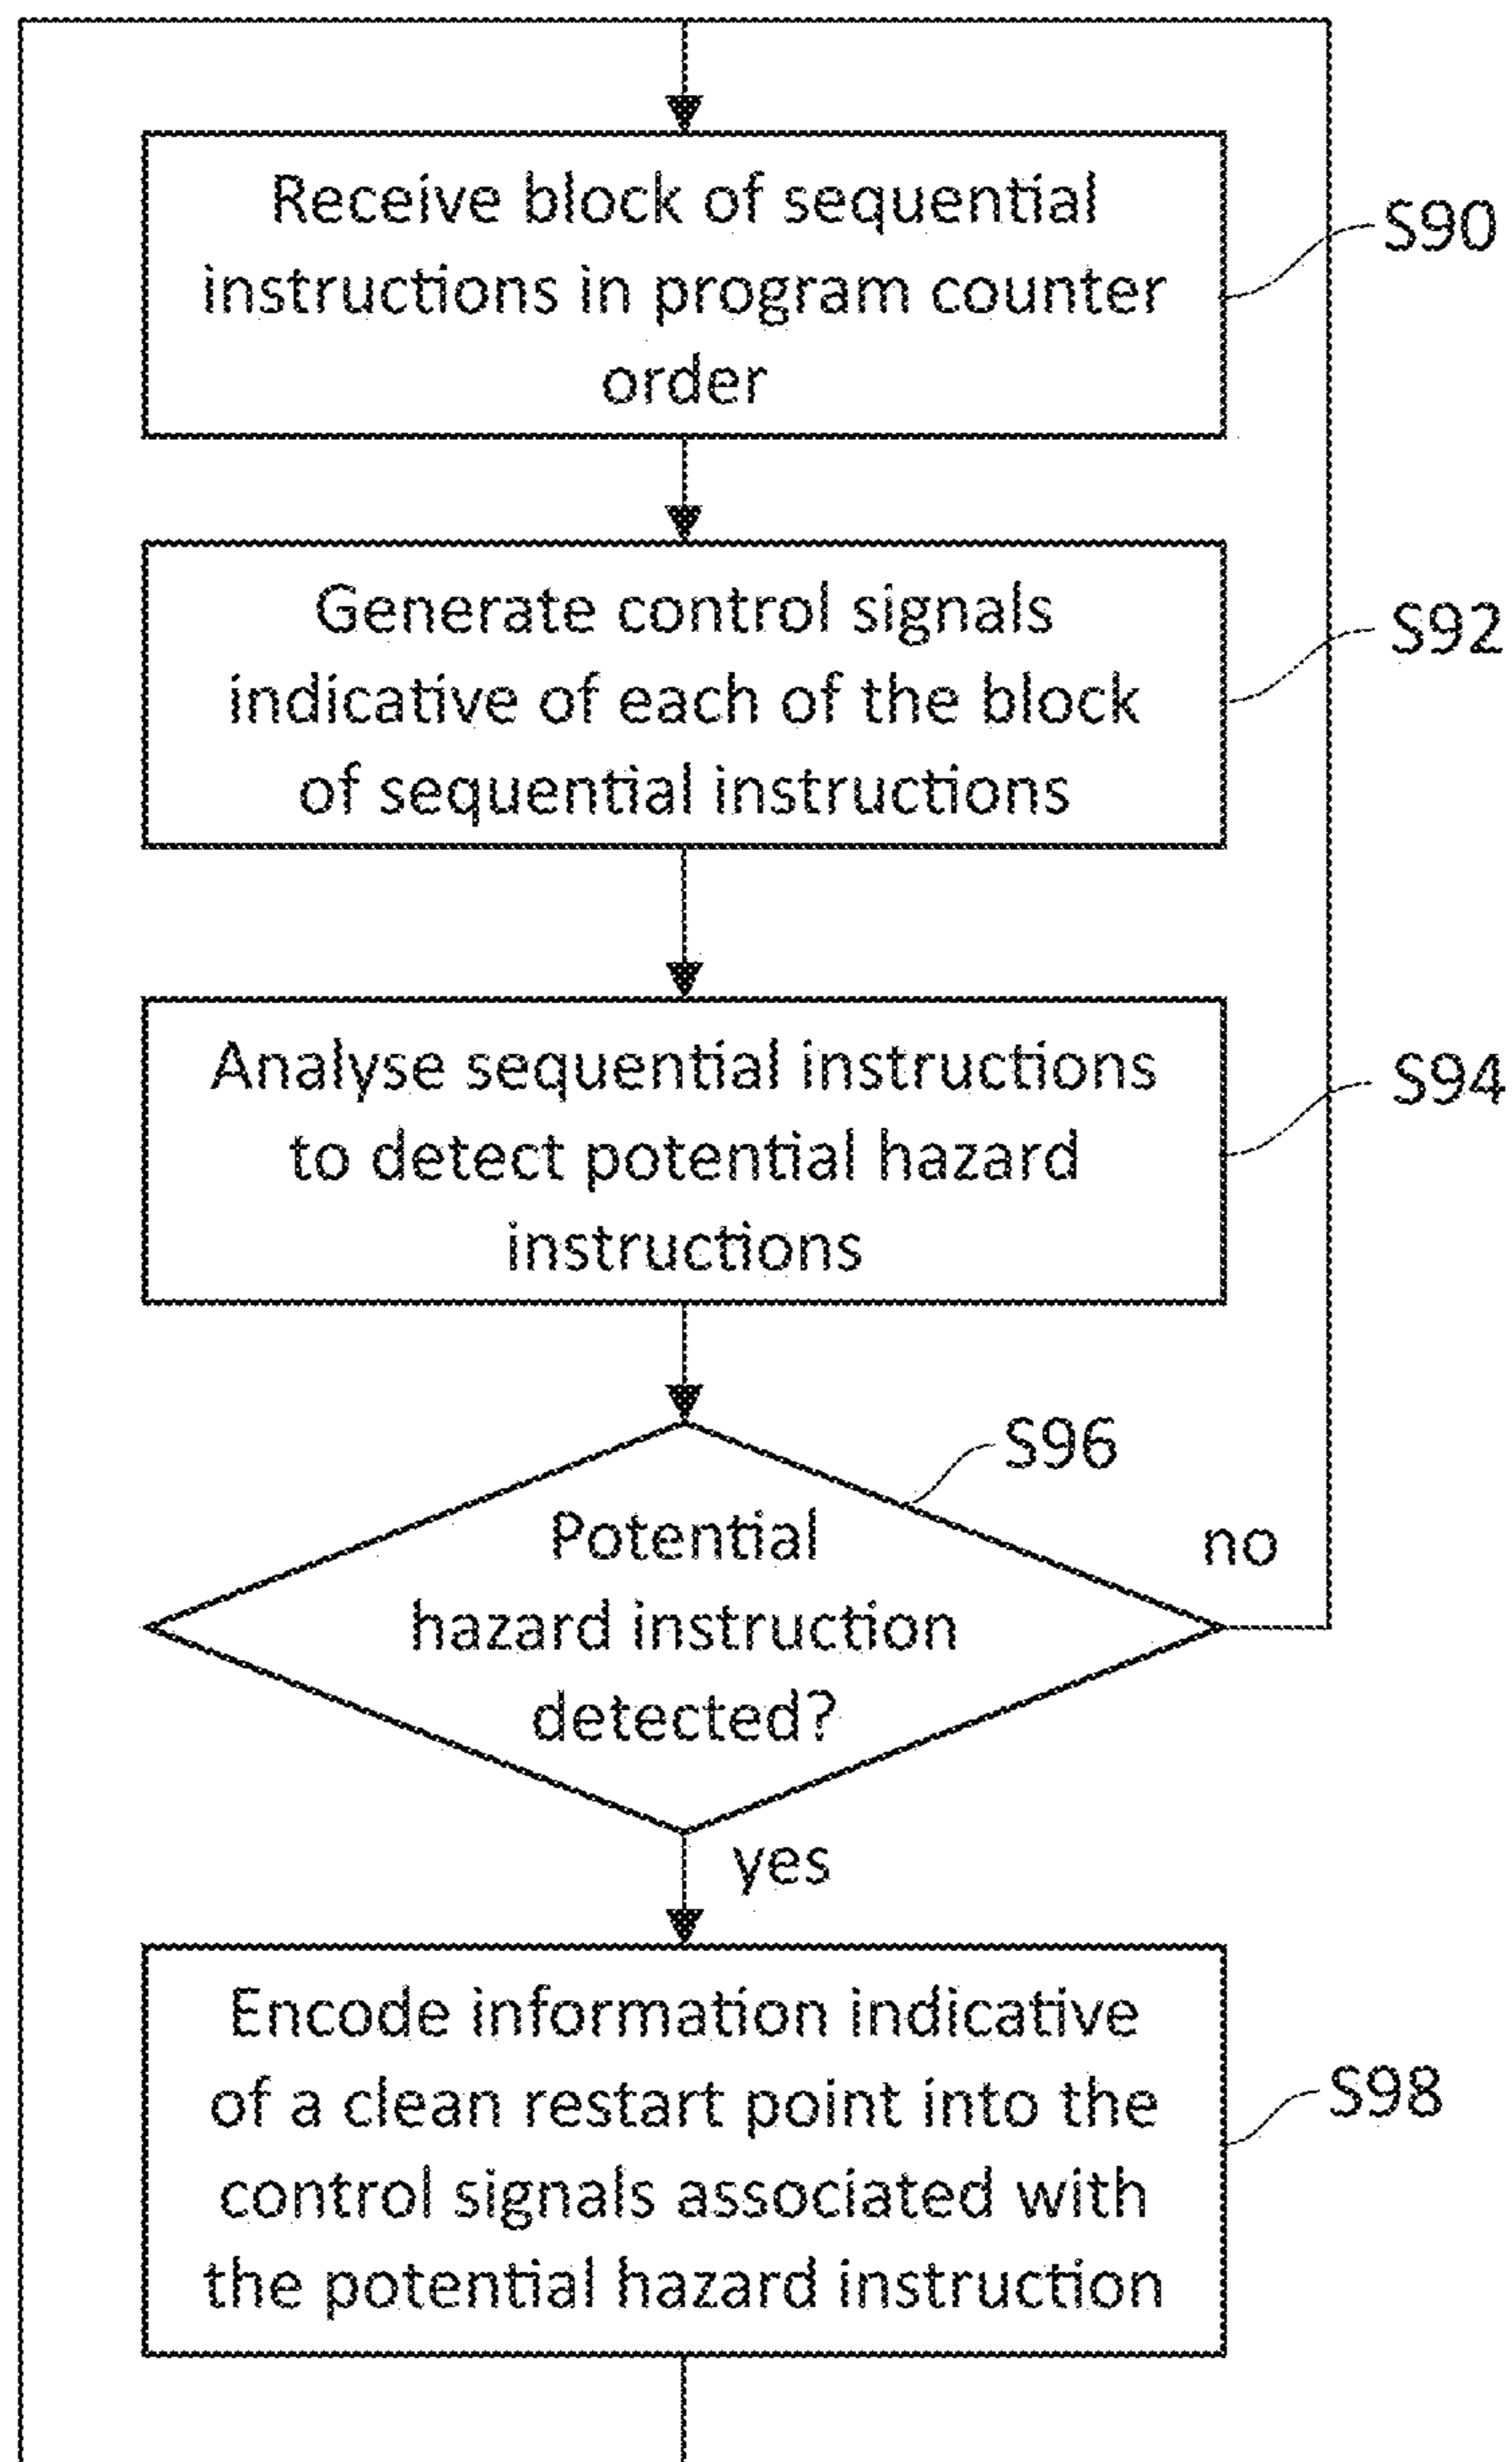 Receive block of sequential
instructions in program counter
order
S90
Generate control signals
indicative of each of the block
of sequential instructions
S92
Analyse sequential instructions
to detect potential hazard
instructions
S94
S96
Potential
hazard instruction
detected?
no
yes
Encode information indicative
of a clean restart point into the
control signals associated with
the potential hazard instruction
S98